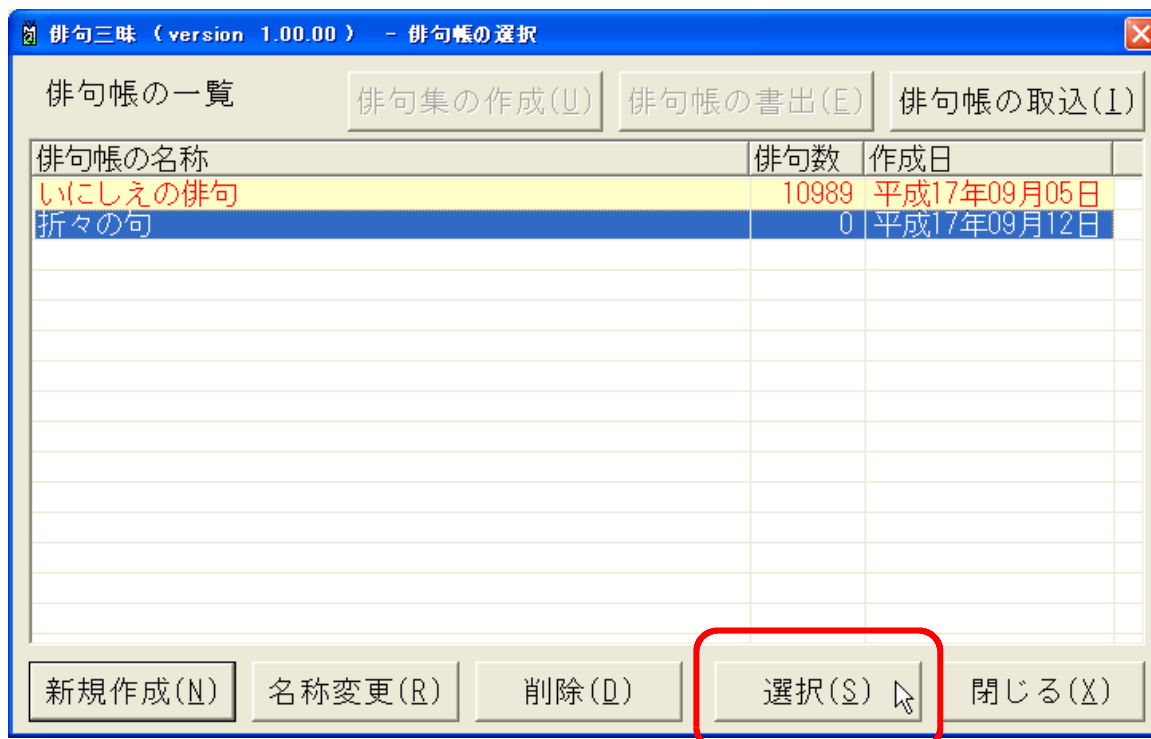 俳句三昧 (version 1.00.00) - 俳句帳の選択
俳句帳の一覧 俳句集の作成(U) 俳句帳の書出(E) 俳句帳の取込(I)
俳句帳の名称 俳句数 作成日
いにしえの俳句 10989 平成17年09月05日
折々の句 0 平成17年09月12日
新規作成(N) 名称変更(R) 削除(D) 選択(S) 閉じる(X)